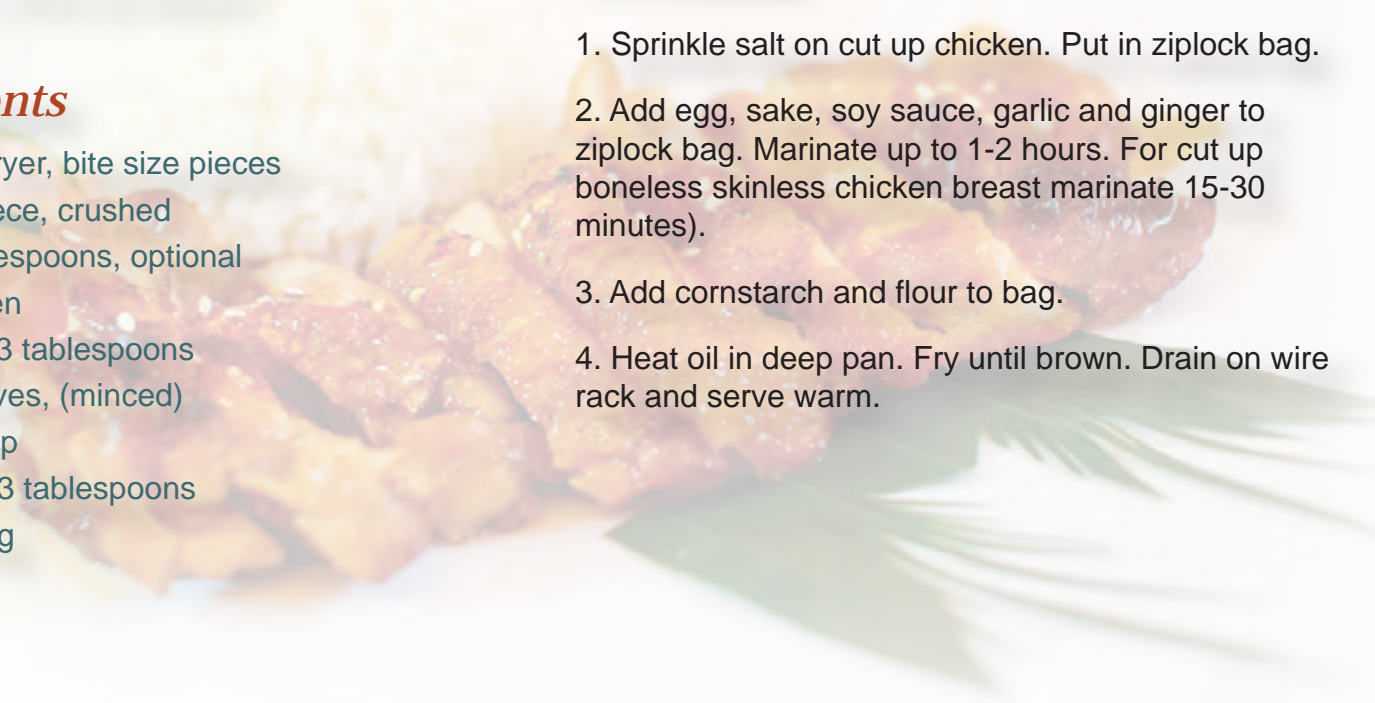 nts
ryer, bite size pieces
ece, crushed
espoons, optional
en
3 tablespoons
ves, (minced)
p
3 tablespoons
g
1. Sprinkle salt on cut up chicken. Put in ziplock bag.
2. Add egg, sake, soy sauce, garlic and ginger to
ziplock bag. Marinate up to 1-2 hours. For cut up
boneless skinless chicken breast marinate 15-30
minutes).
3. Add cornstarch and flour to bag.
4. Heat oil in deep pan. Fry until brown. Drain on wire
rack and serve warm.